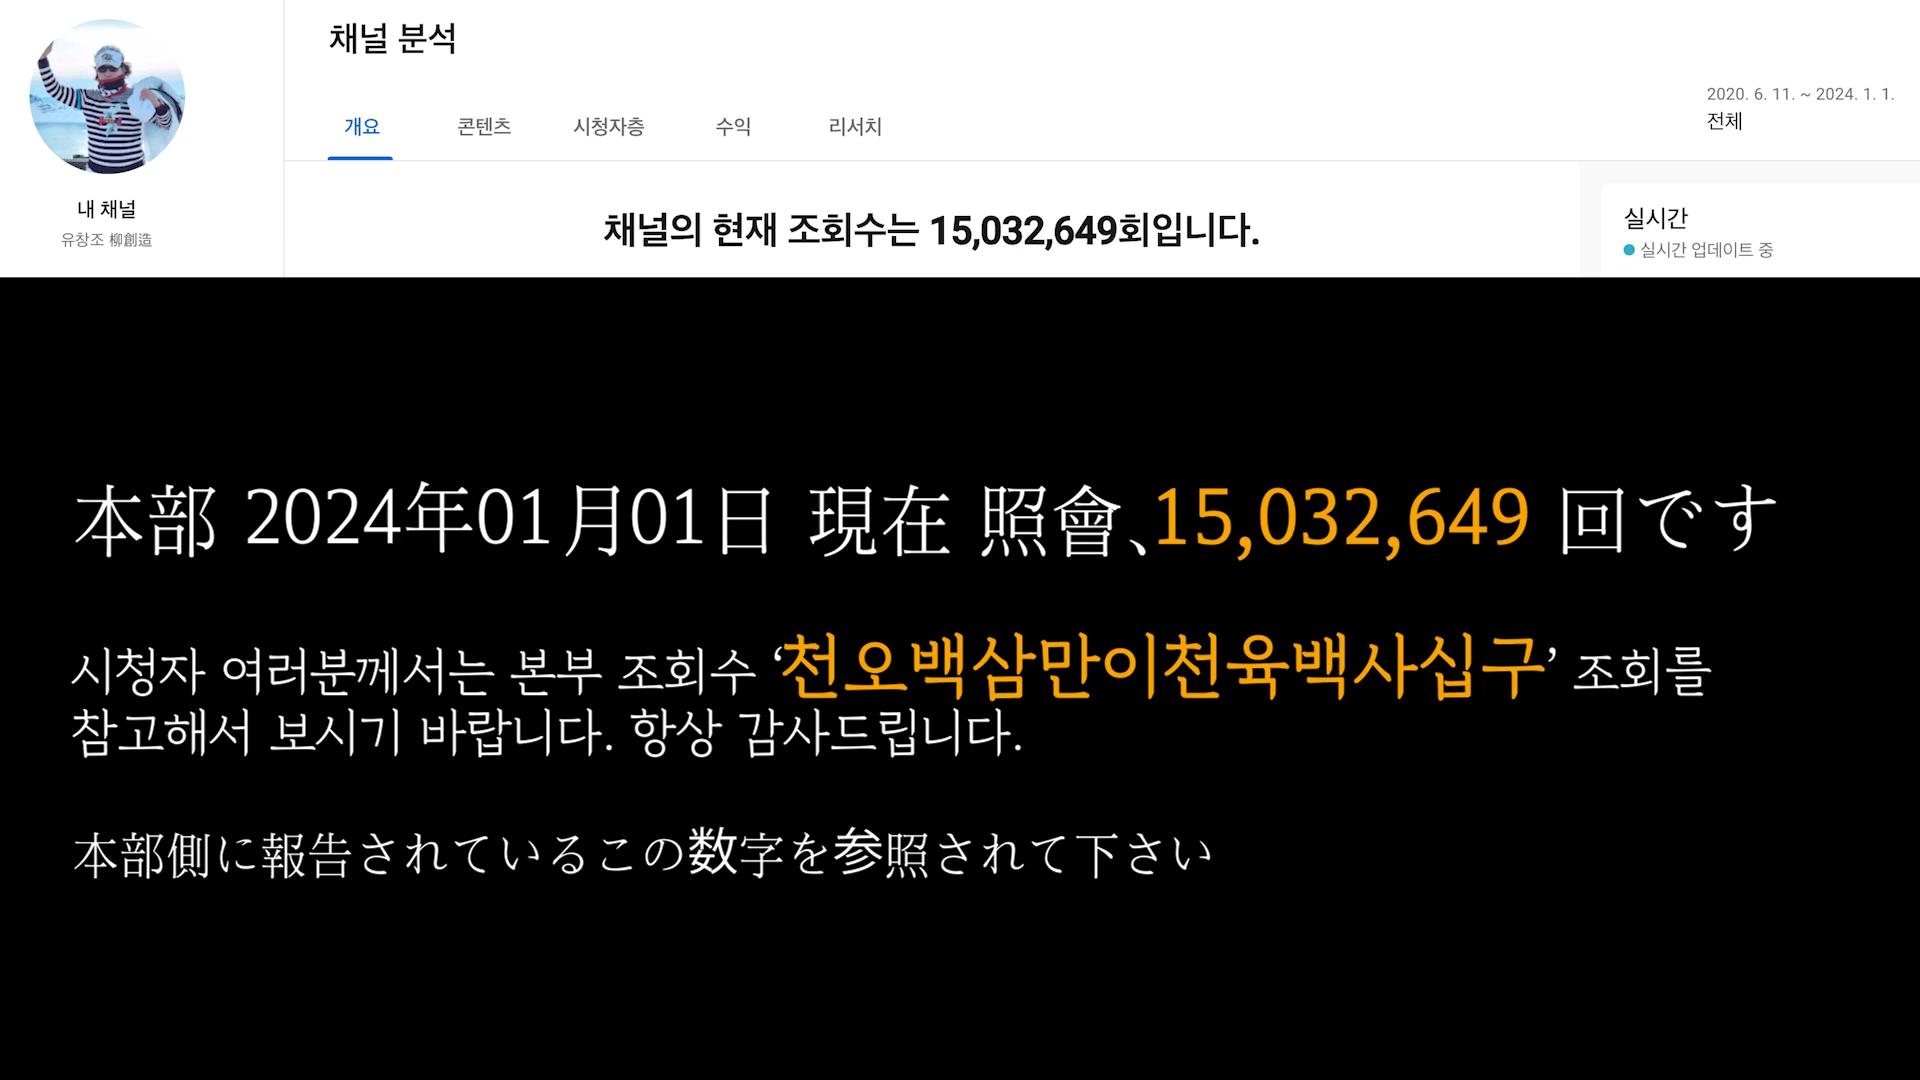 채널 분석
2020. 6. 11. ~ 2024. 1. 1.
전체
개요 콘텐츠 시청자층 수익 리서치
내 채널
유창조 柳創造
채널의 현재 조회수는 15,032,649회입니다.
실시간
실시간 업데이트 중
本部 2024年01月01日 現在 照會、15,032,649 回です
시청자 여러분께서는 본부 조회수 ‘천오백삼만이천육백사십구’ 조회를
참고해서 보시기 바랍니다. 항상 감사드립니다.
本部側に報告されているこの数字を参照されて下さい